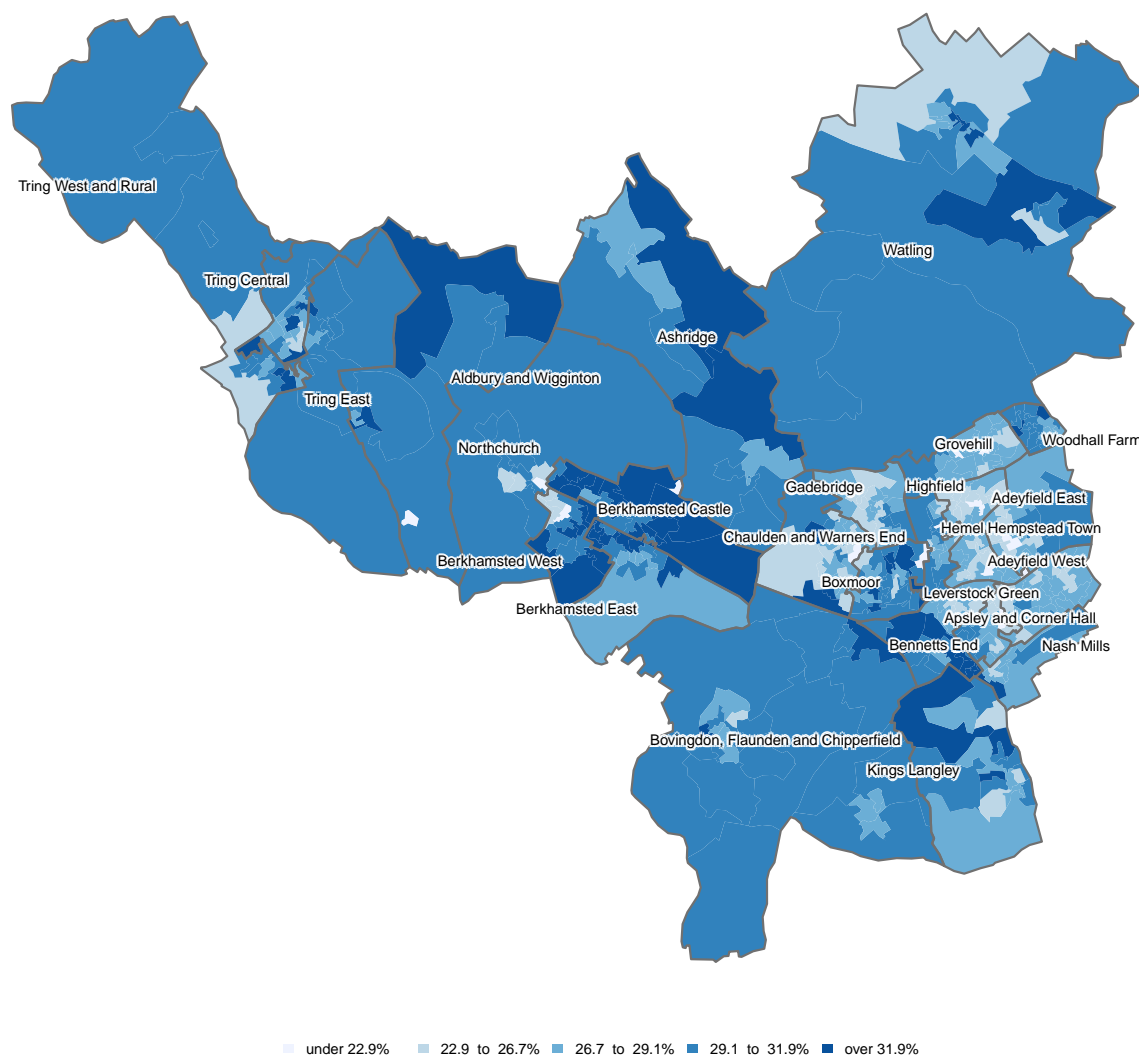 Tring West and Rural
Tring Central
Watling
Ashridge
Aldbury and Wigginton
Tring East
Northchurch
Grovehill
Woodhall Farm
Gadebridge
Highfield
Adeyfield East
Berkhamsted Castle
Hemel Hempstead Town
Chaulden and Warners End
Berkhamsted West
Adeyfield West
Boxmoor
Leverstock Green
Berkhamsted East
Apsley and Corner Hall
Bennetts End
Nash Mills
Bovingdon, Flaunden and Chipperfield
Kings Langley
under 22.9% 22.9 to 26.7% 26.7 to 29.1% 29.1 to 31.9% over 31.9%